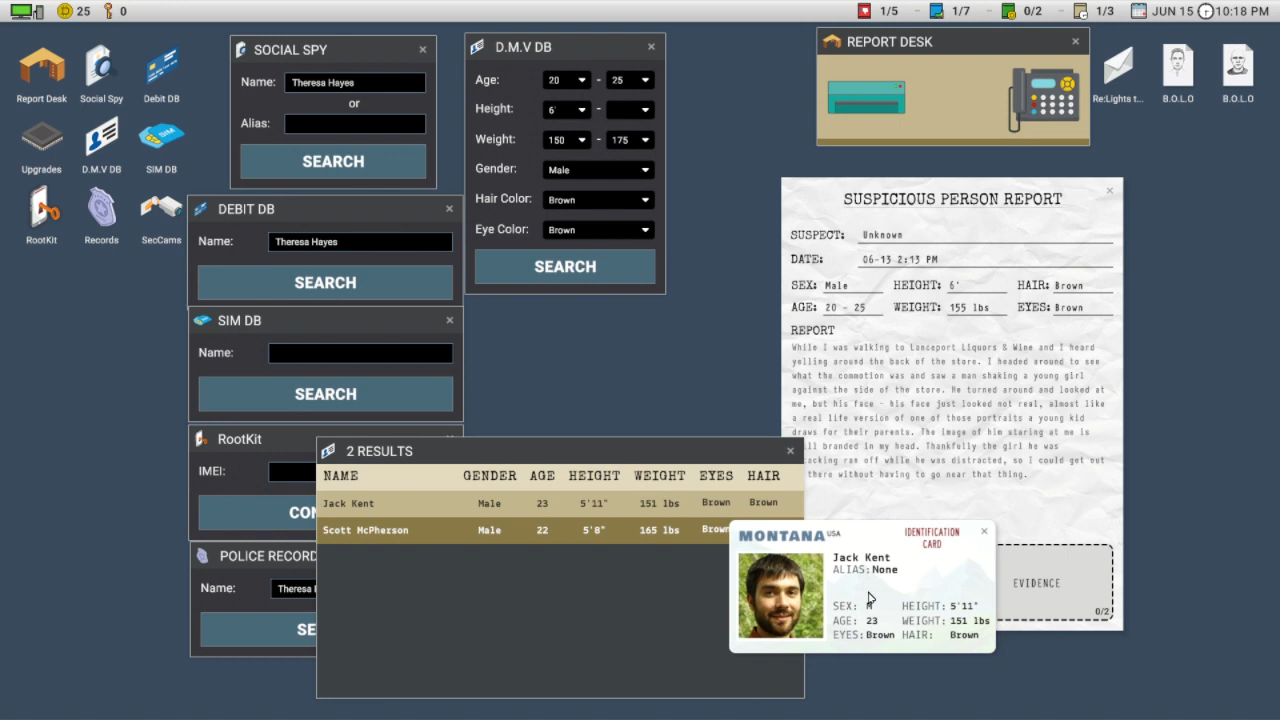 25
0
1/5
1/7
0/2
1/3
JUN 15
10:18 PM
Report Desk
Social Spy
Debit DB
Upgrades
D.M.V DB
SIM DB
RootKit
Records
SecCams
SOCIAL SPY
Name: Theresa Hayes
or
Alias:
SEARCH
DEBIT DB
Name: Theresa Hayes
SEARCH
SIM DB
Name:
SEARCH
RootKit
IMEI:
CO
POLICE RECORD
Name: Theresa
SE
D.M.V DB
Age: 20 - 25
Height: 6' -
Weight: 150 - 175
Gender: Male
Hair Color: Brown
Eye Color: Brown
SEARCH
REPORT DESK
Re:Lights t...
B.O.L.O
B.O.L.O
SUSPICIOUS PERSON REPORT
SUSPECT: Unknown
DATE: 06-13 2:13 PM
SEX: Male HEIGHT: 6' HAIR: Brown
AGE: 20 - 25 WEIGHT: 155 lbs EYES: Brown
REPORT
While I was walking to Lanceport Liquors & Wine and I heard
yelling around the back of the store. I headed around to see
what the commotion was and saw a man shaking a young girl
against the side of the store. He turned around and looked at
me, but his face - his face just looked not real, almost like
a real life version of one of those portraits a young kid
draws for their parents. The image of him staring at me is
branded in my head. Thankfully the girl he was
ran off while he was distracted, so I could get out
there without having to go near that thing.
EVIDENCE
0/2
2 RESULTS
NAME GENDER AGE HEIGHT WEIGHT EYES HAIR
Jack Kent Male 23 5'11" 151 lbs Brown Brown
Scott McPherson Male 22 5'8" 165 lbs Brown
MONTANA USA
IDENTIFICATION
CARD
Jack Kent
ALIAS: None
SEX: M HEIGHT: 5'11"
AGE: 23 WEIGHT: 151 lbs
EYES: Brown HAIR: Brown